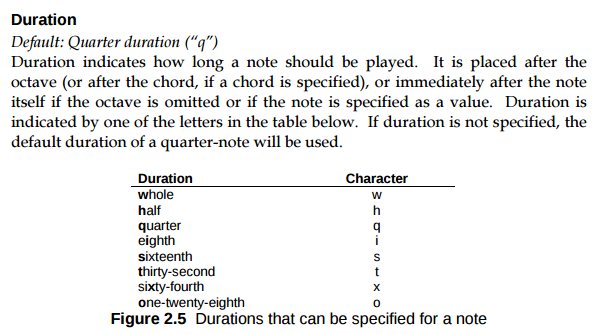 Duration
Default: Quarter duration (“q”)
Duration indicates how long a note should be played. It is placed after the
octave (or after the chord, if a chord is specified), or immediately after the note
itself if the octave is omitted or if the note is specified as a value. Duration is
indicated by one of the letters in the table below. If duration is not specified, the
default duration of a quarter-note will be used.
Duration Character
whole w
half h
quarter q
eighth i
sixteenth s
thirty-second t
sixty-fourth x
one-twenty-eighth o
Figure 2.5 Durations that can be specified for a note